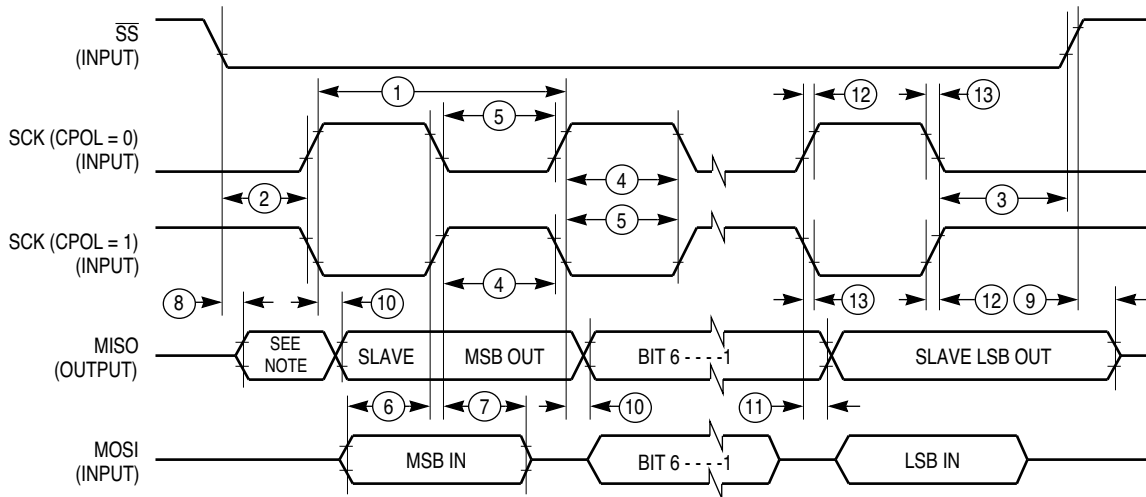 SS
(INPUT)
1
12
13
5
SCK (CPOL = 0)
(INPUT)
2
4
3
5
SCK (CPOL = 1)
(INPUT)
4
8
10
13
12
9
MISO
(OUTPUT)
SEE
NOTE
SLAVE
MSB OUT
BIT 6 - - - - 1
SLAVE LSB OUT
6
7
10
11
MOSI
(INPUT)
MSB IN
BIT 6 - - - - 1
LSB IN